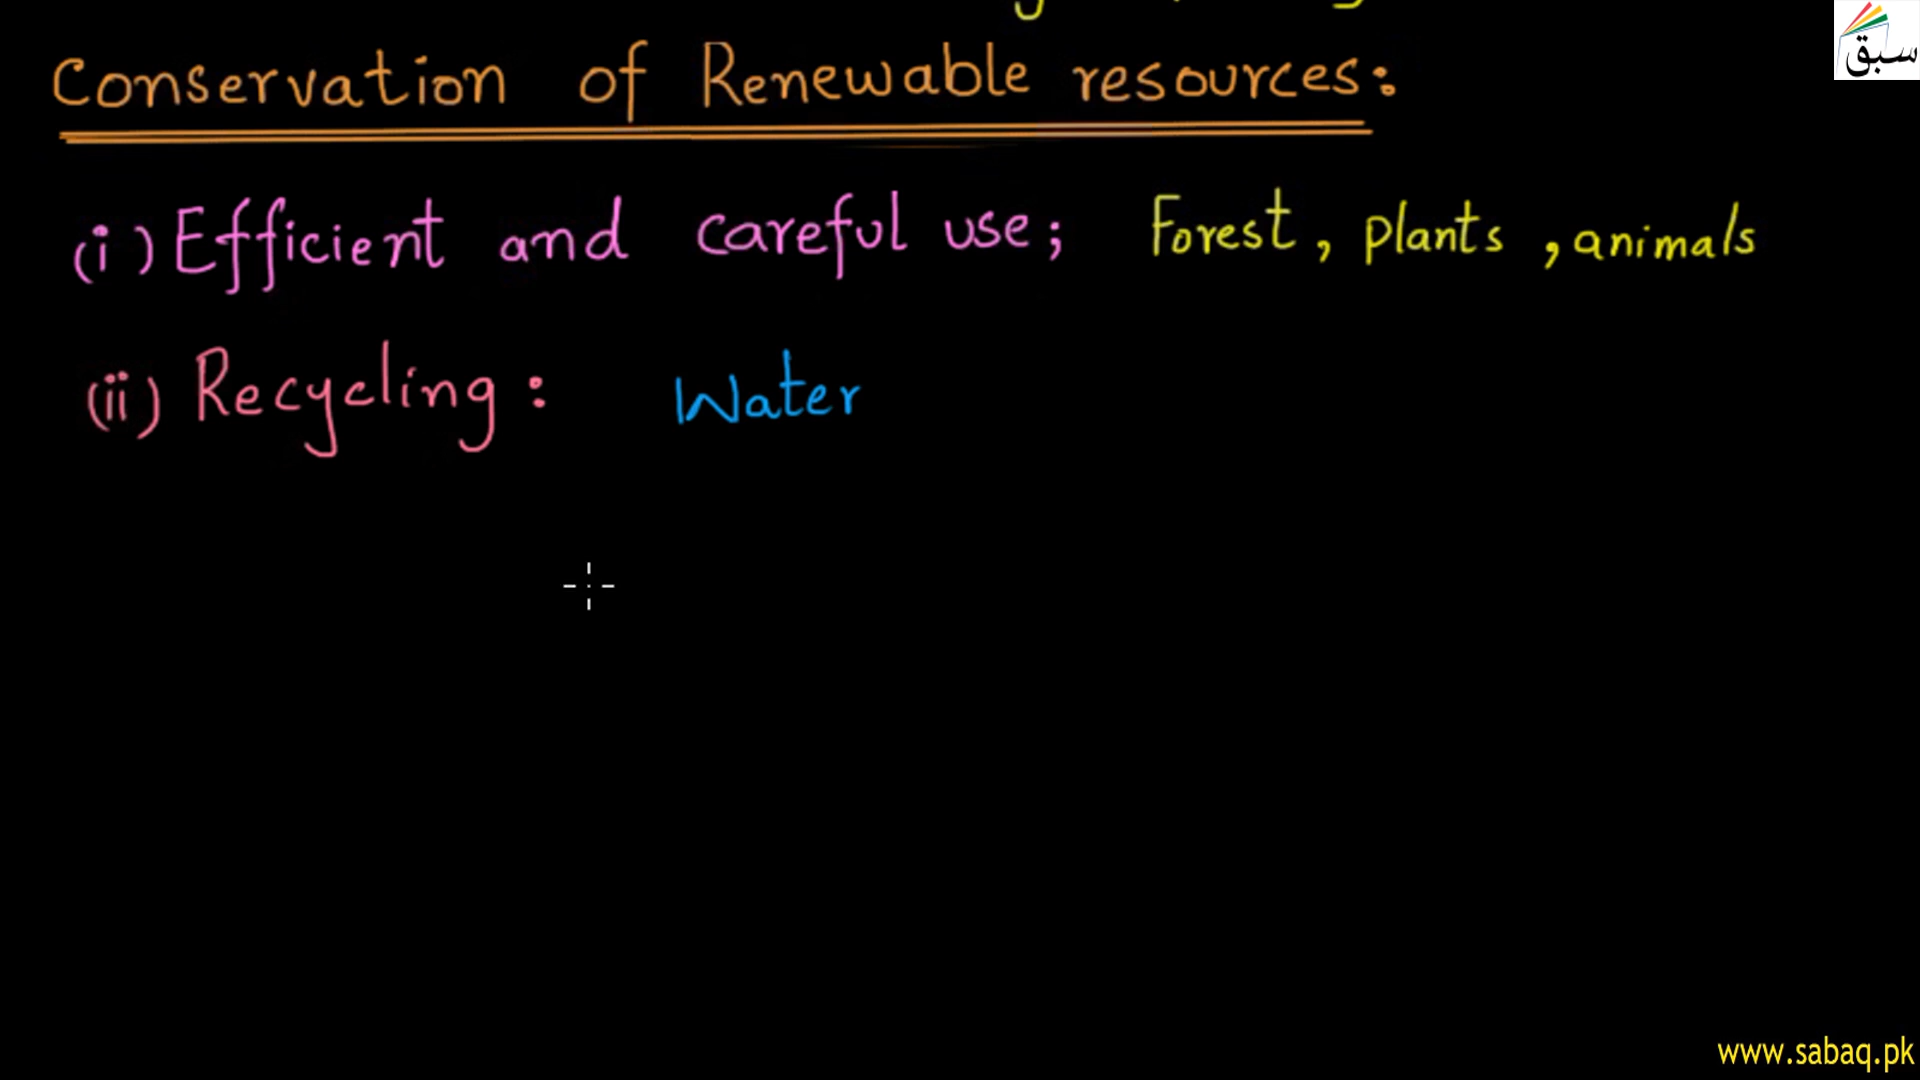 سبق
Conservation of Renewable resources:
(i) Efficient and careful use; Forest, plants, animals
(ii) Recycling: Water
www.sabaq.pk